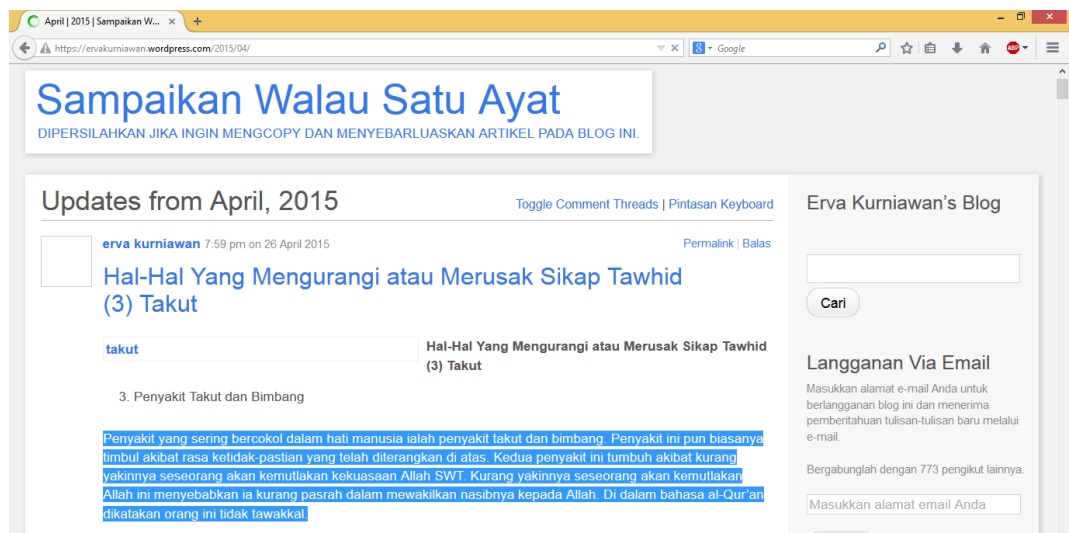 April | 2015 | Sampaikan W...
https://ervakurniawan.wordpress.com/2015/04/
Google
ABP
Sampaikan Walau Satu Ayat
DIPERSILAHKAN JIKA INGIN MENGCOPY DAN MENYEBARLUASKAN ARTIKEL PADA BLOG INI.
Updates from April, 2015
Toggle Comment Threads | Pintasan Keyboard
erva kurniawan 7:59 pm on 26 April 2015
Permalink | Balas
Hal-Hal Yang Mengurangi atau Merusak Sikap Tawhid
(3) Takut
takut
Hal-Hal Yang Mengurangi atau Merusak Sikap Tawhid
(3) Takut
3. Penyakit Takut dan Bimbang
Penyakit yang sering bercokol dalam hati manusia ialah penyakit takut dan bimbang. Penyakit ini pun biasanya
timbul akibat rasa ketidak-pastian yang telah diterangkan di atas. Kedua penyakit ini tumbuh akibat kurang
yakinnya seseorang akan kemutlakan kekuasaan Allah SWT. Kurang yakinnya seseorang akan kemutlakan
Allah ini menyebabkan ia kurang pasrah dalam mewakilkan nasibnya kepada Allah. Di dalam bahasa al-Qur’an
dikatakan orang ini tidak tawakkal.
Erva Kurniawan’s Blog
Cari
Langganan Via Email
Masukkan alamat e-mail Anda untuk
berlangganan blog ini dan menerima
pemberitahuan tulisan-tulisan baru melalui
e-mail.
Bergabunglah dengan 773 pengikut lainnya.
Masukkan alamat email Anda